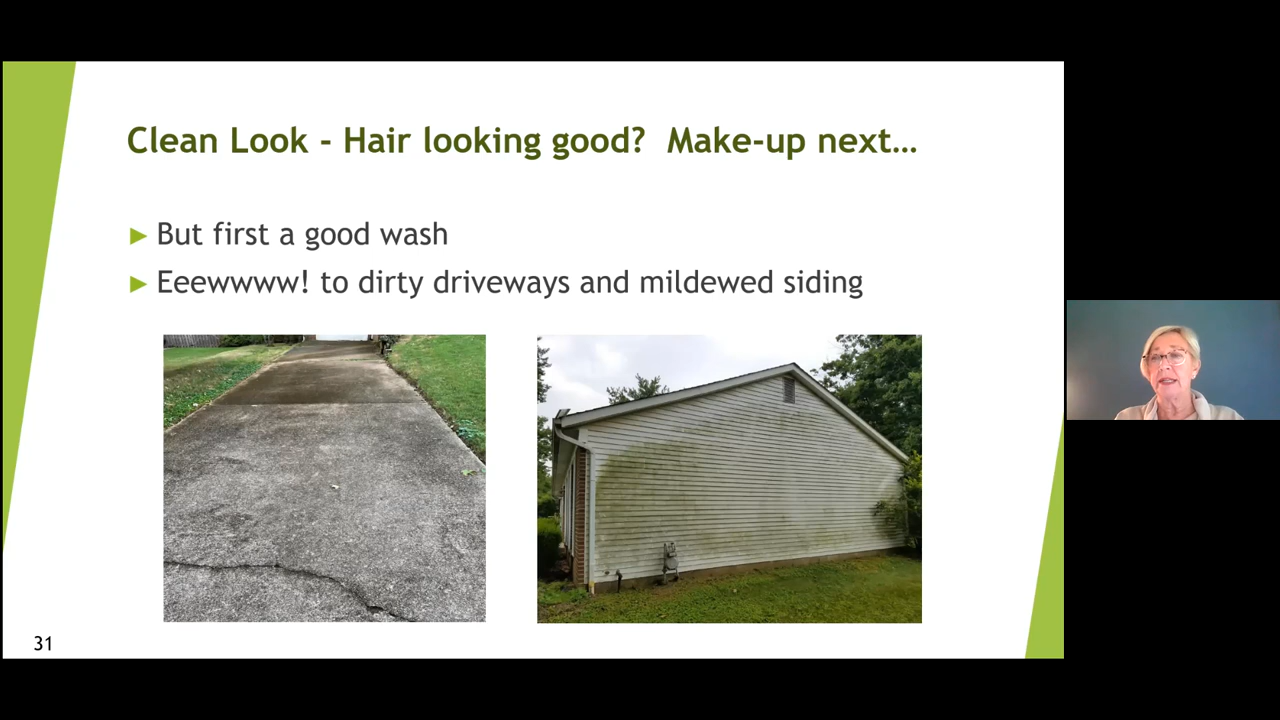 Clean Look - Hair looking good?  Make-up next...
► But first a good wash
► Eeewwww! to dirty driveways and mildewed siding
31